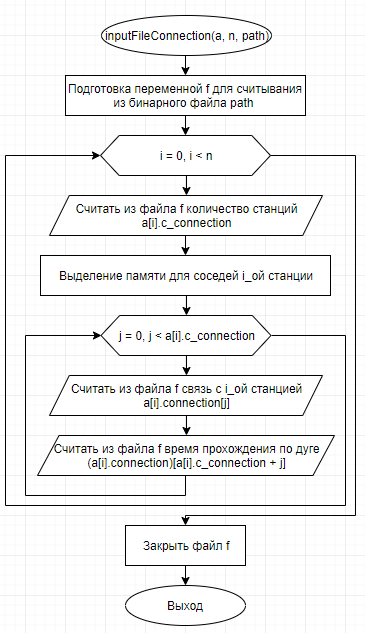 inputFileConnection(a, n, path)
Подготовка переменной f для считывания
из бинарного файла path
i = 0, i < n
Считать из файла f количество станций
a[i].c_connection
Выделение памяти для соседей i_ой станции
j = 0, j < a[i].c_connection
Считать из файла f связь с i_ой станцией
a[i].connection[j]
Считать из файла f время прохождения по дуге
(a[i].connection)[a[i].c_connection + j]
Закрыть файл f
Выход